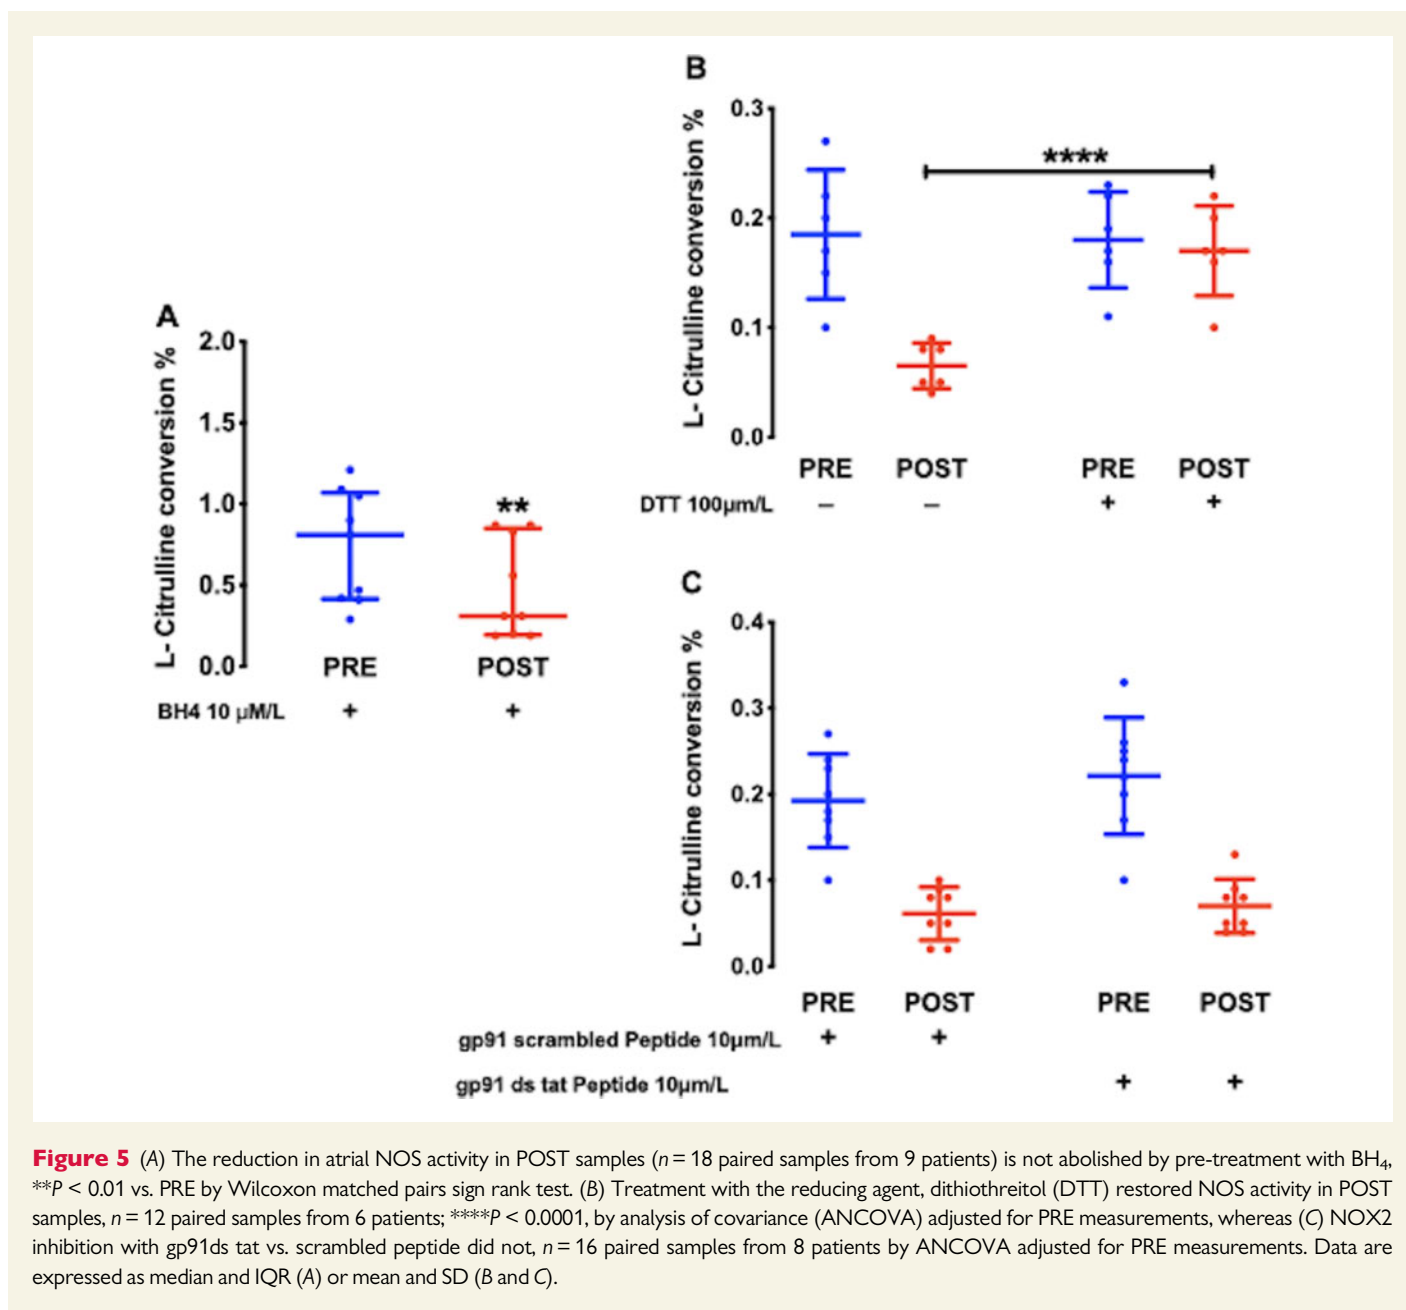 A
L- Citrulline conversion %
2.0
1.5
1.0
0.5
0.0
**
PRE POST
BH4 10 µM/L + +
B
L- Citrulline conversion %
0.3
0.2
0.1
0.0
****
PRE POST PRE POST
DTT 100µm/L – – + +
C
L- Citrulline conversion %
0.4
0.3
0.2
0.1
0.0
PRE POST PRE POST
gp91 scrambled Peptide 10µm/L + +
gp91 ds tat Peptide 10µm/L + +
Figure 5 (A) The reduction in atrial NOS activity in POST samples (n = 18 paired samples from 9 patients) is not abolished by pre-treatment with BH₄,
**P < 0.01 vs. PRE by Wilcoxon matched pairs sign rank test. (B) Treatment with the reducing agent, dithiothreitol (DTT) restored NOS activity in POST
samples, n = 12 paired samples from 6 patients; ****P < 0.0001, by analysis of covariance (ANCOVA) adjusted for PRE measurements, whereas (C) NOX2
inhibition with gp91ds tat vs. scrambled peptide did not, n = 16 paired samples from 8 patients by ANCOVA adjusted for PRE measurements. Data are
expressed as median and IQR (A) or mean and SD (B and C).